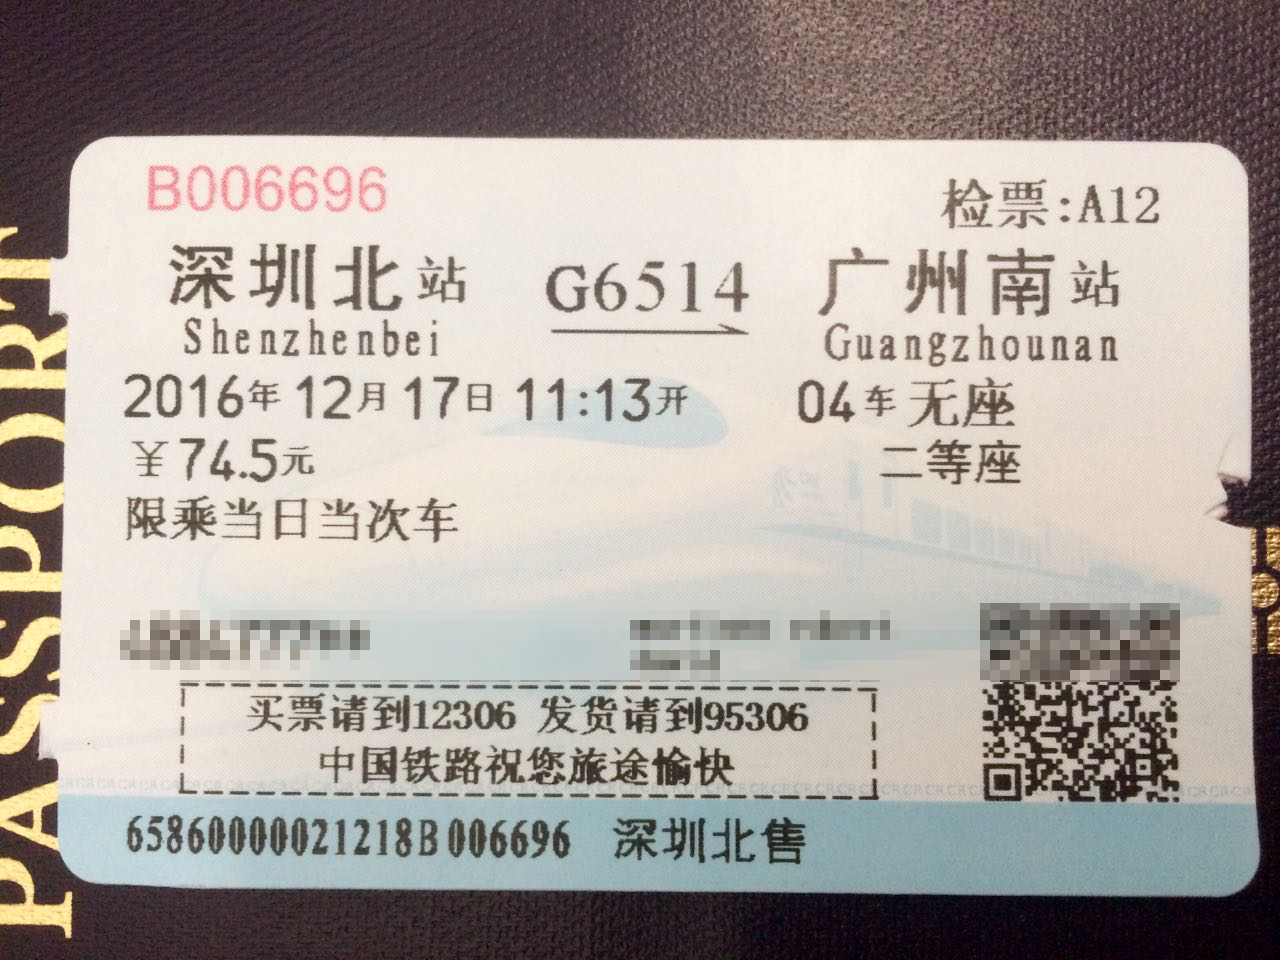 B006696
检票:A12
深圳北站 G6514 广州南站
Shenzhenbei Guangzhounan
2016年12月17日11:13开 04车无座
￥74.5元 二等座
限乘当日当次车
买票请到12306 发货请到95306
中国铁路祝您旅途愉快
65860000021218B006696 深圳北售
PASSPORT